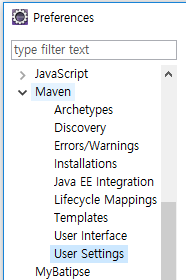 Preferences
type filter text
JavaScript
Maven
Archetypes
Discovery
Errors/Warnings
Installations
Java EE Integration
Lifecycle Mappings
Templates
User Interface
User Settings
MyBatipse